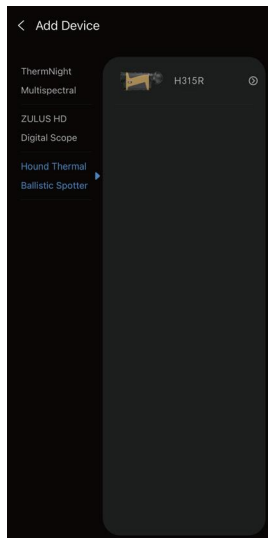 Add Device
ThermNight
Multispectral
ZULUS HD
Digital Scope
Hound Thermal
Ballistic Spotter
H315R